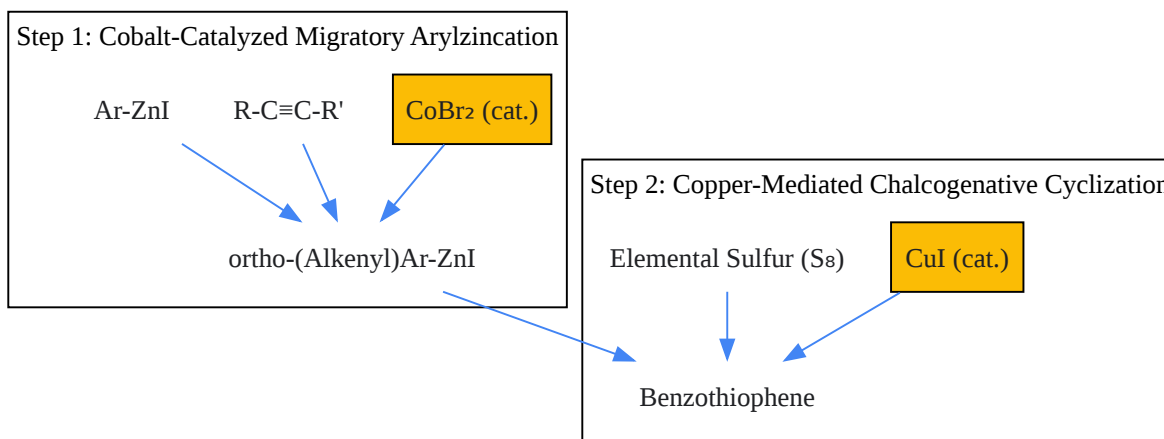 Step 1: Cobalt-Catalyzed Migratory Arylzincation
Ar-ZnI
R-C≡C-R'
CoBr₂ (cat.)
ortho-(Alkenyl)Ar-ZnI
Step 2: Copper-Mediated Chalcogenative Cyclization
Elemental Sulfur (S₈)
CuI (cat.)
Benzothiophene